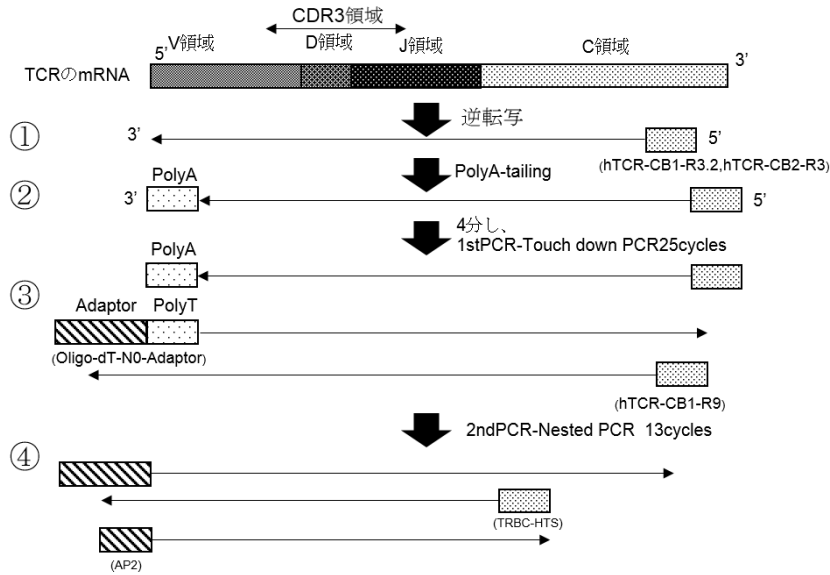 CDR3領域
5’
V領域
D領域
J領域
C領域
3’
TCRのmRNA
逆転写
①
3’
5’
(hTCR-CB1-R3.2,hTCR-CB2-R3)
PolyA-tailing
PolyA
②
3’
5’
4分し、
1stPCR-Touch down PCR25cycles
PolyA
③
Adaptor
PolyT
(Oligo-dT-N0-Adaptor)
(hTCR-CB1-R9)
2ndPCR-Nested PCR 13cycles
④
(TRBC-HTS)
(AP2)